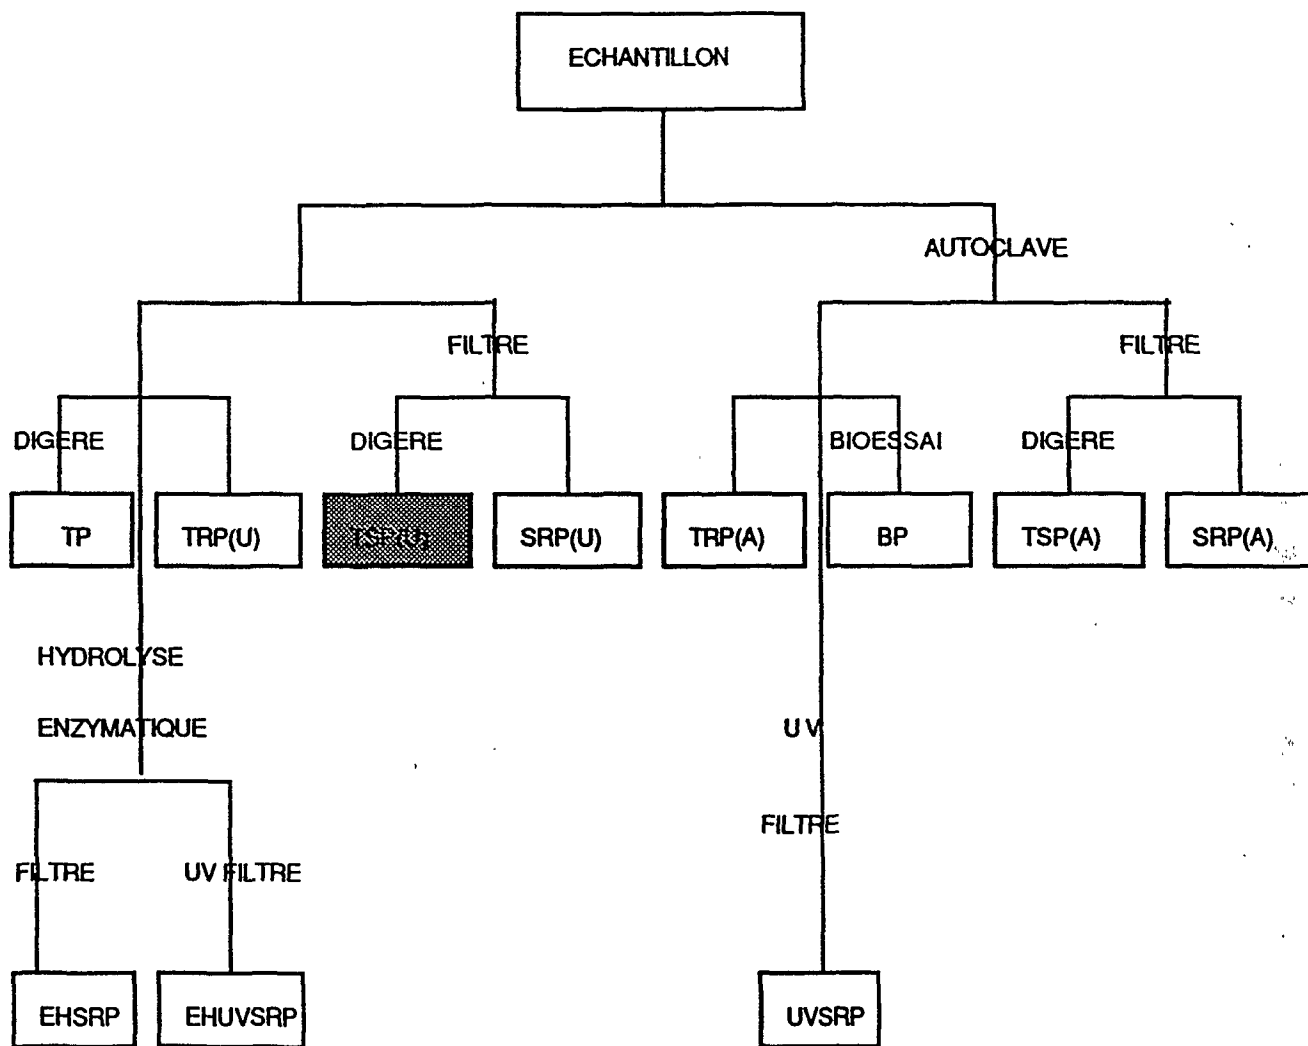 ECHANTILLON
AUTOCLAVE
FILTRE FILTRE
DIGERE DIGERE BIOESSAI DIGERE
TP TRP(U) TSP(U) SRP(U) TRP(A) BP TSP(A) SRP(A)
HYDROLYSE
ENZYMATIQUE UV
FILTRE
FILTRE UV FILTRE
EHSRP EHUVSRP UVSRP